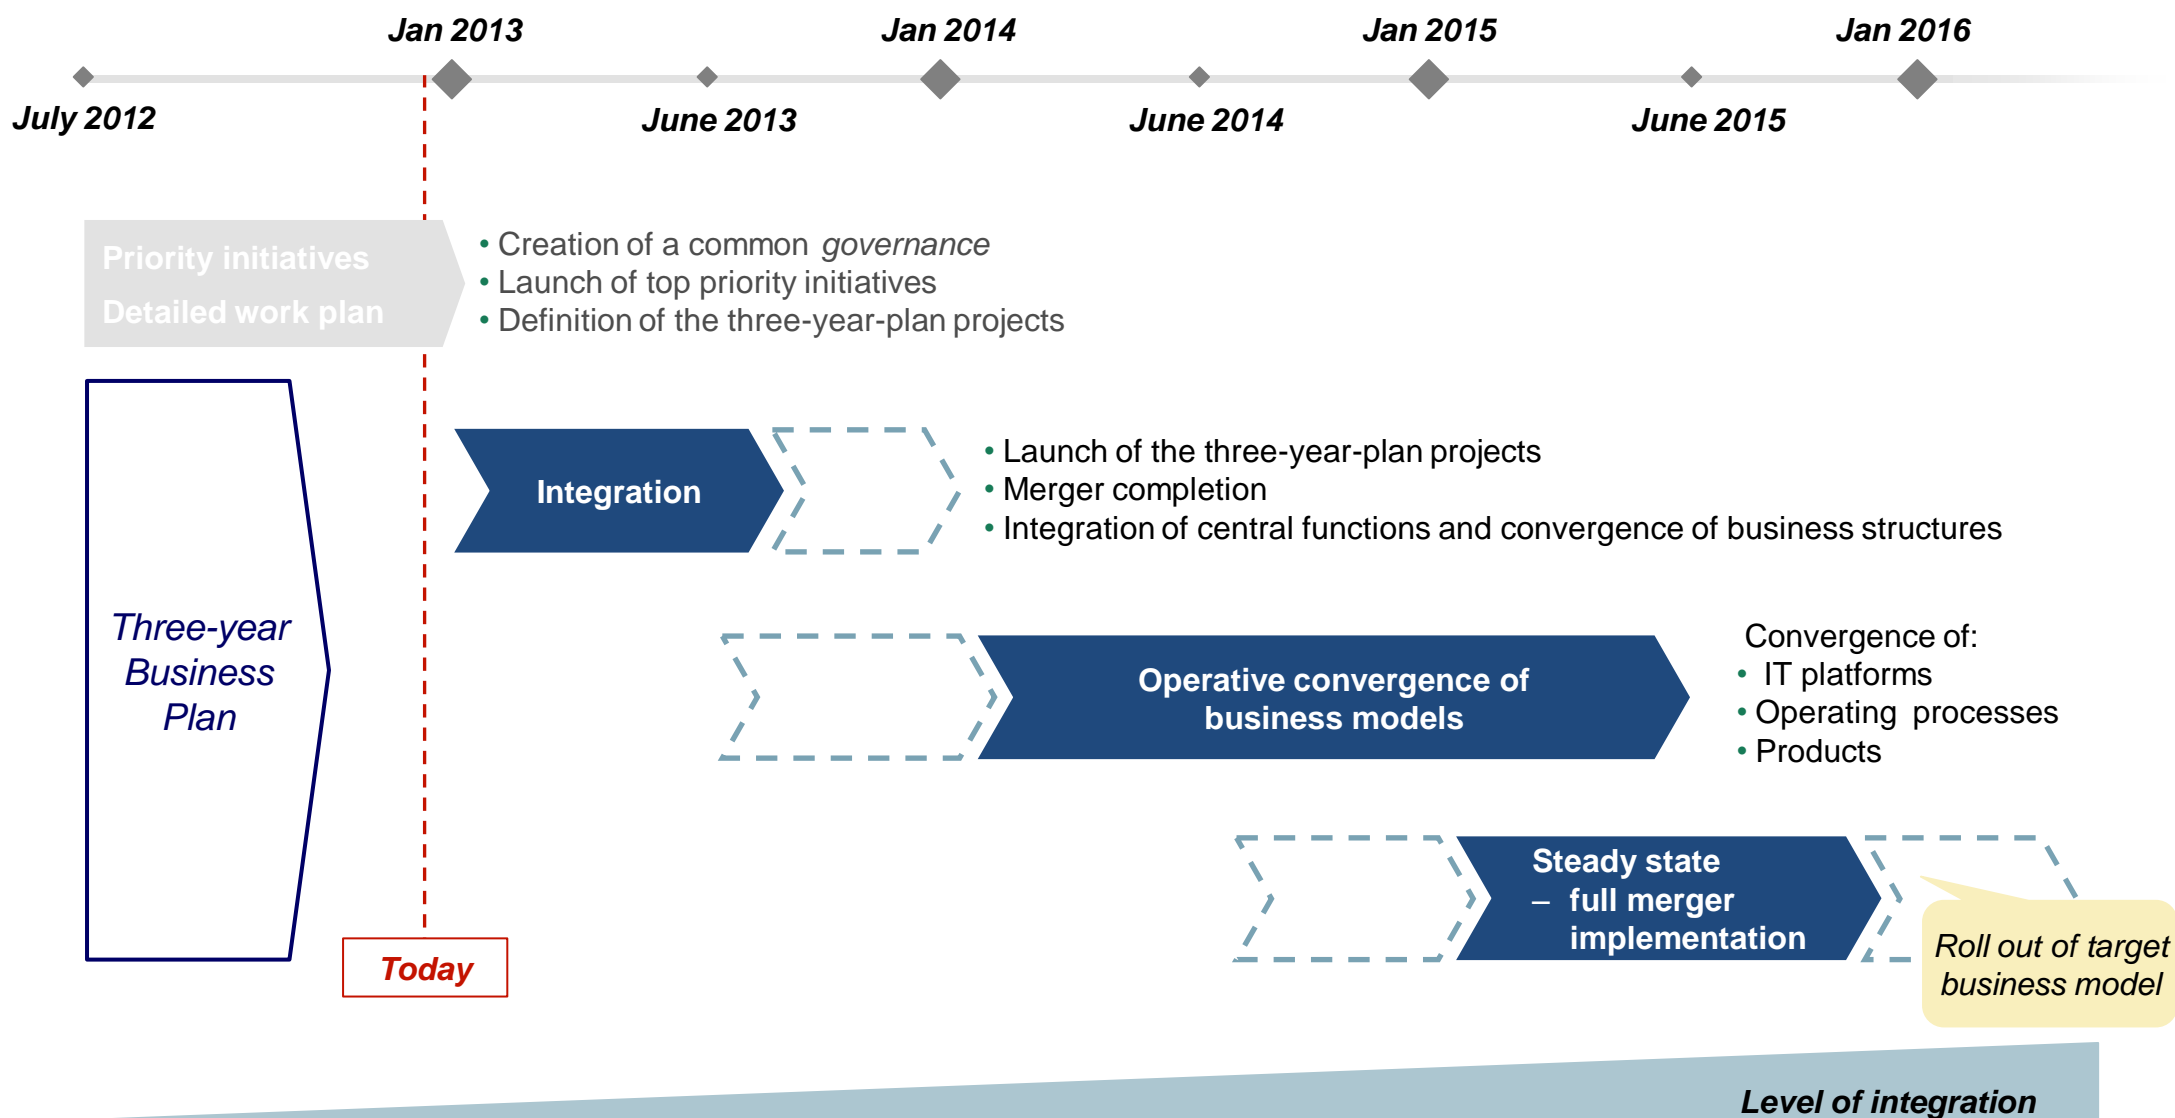 Jan 2013
Jan 2014
Jan 2015
Jan 2016
July 2012
June 2013
June 2014
June 2015
Priority initiatives
Detailed work plan
• Creation of a common governance
• Launch of top priority initiatives
• Definition of the three-year-plan projects
Three-year
Business
Plan
Integration
• Launch of the three-year-plan projects
• Merger completion
• Integration of central functions and convergence of business structures
Operative convergence of
business models
Convergence of:
• IT platforms
• Operating processes
• Products
Steady state
– full merger
implementation
Roll out of target
business model
Today
Level of integration